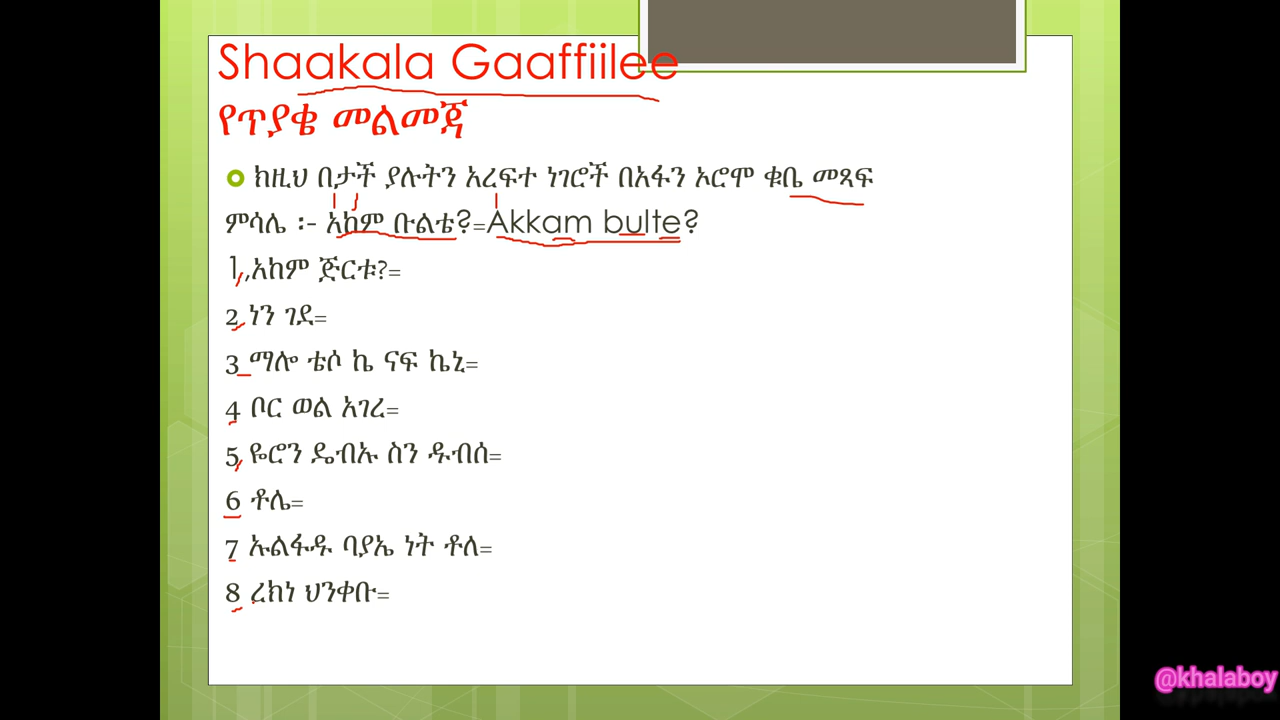 Shaakala Gaaffiilee
የጥያቄ መልመጃ
ከዚህ በታች ያሉትን አረፍተ ነገሮች በአፋን ኦሮሞ ቁቤ መጻፍ
ምሳሌ ፡- አከም ቡልቴ?=Akkam bulte?
1,,አከም ጅርቱ?=
2 ነን ገደ=
3 ማሎ ቴሶ ኬ ናፍ ኬኒ=
4 ቦር ወል አገረ=
5, ዬሮን ዴብኡ ስን ዱብሰ=
6 ቶሌ=
7 ኡልፋዱ ባያኤ ነት ቶለ=
8 ረክነ ህንቀቡ=
@khalaboy